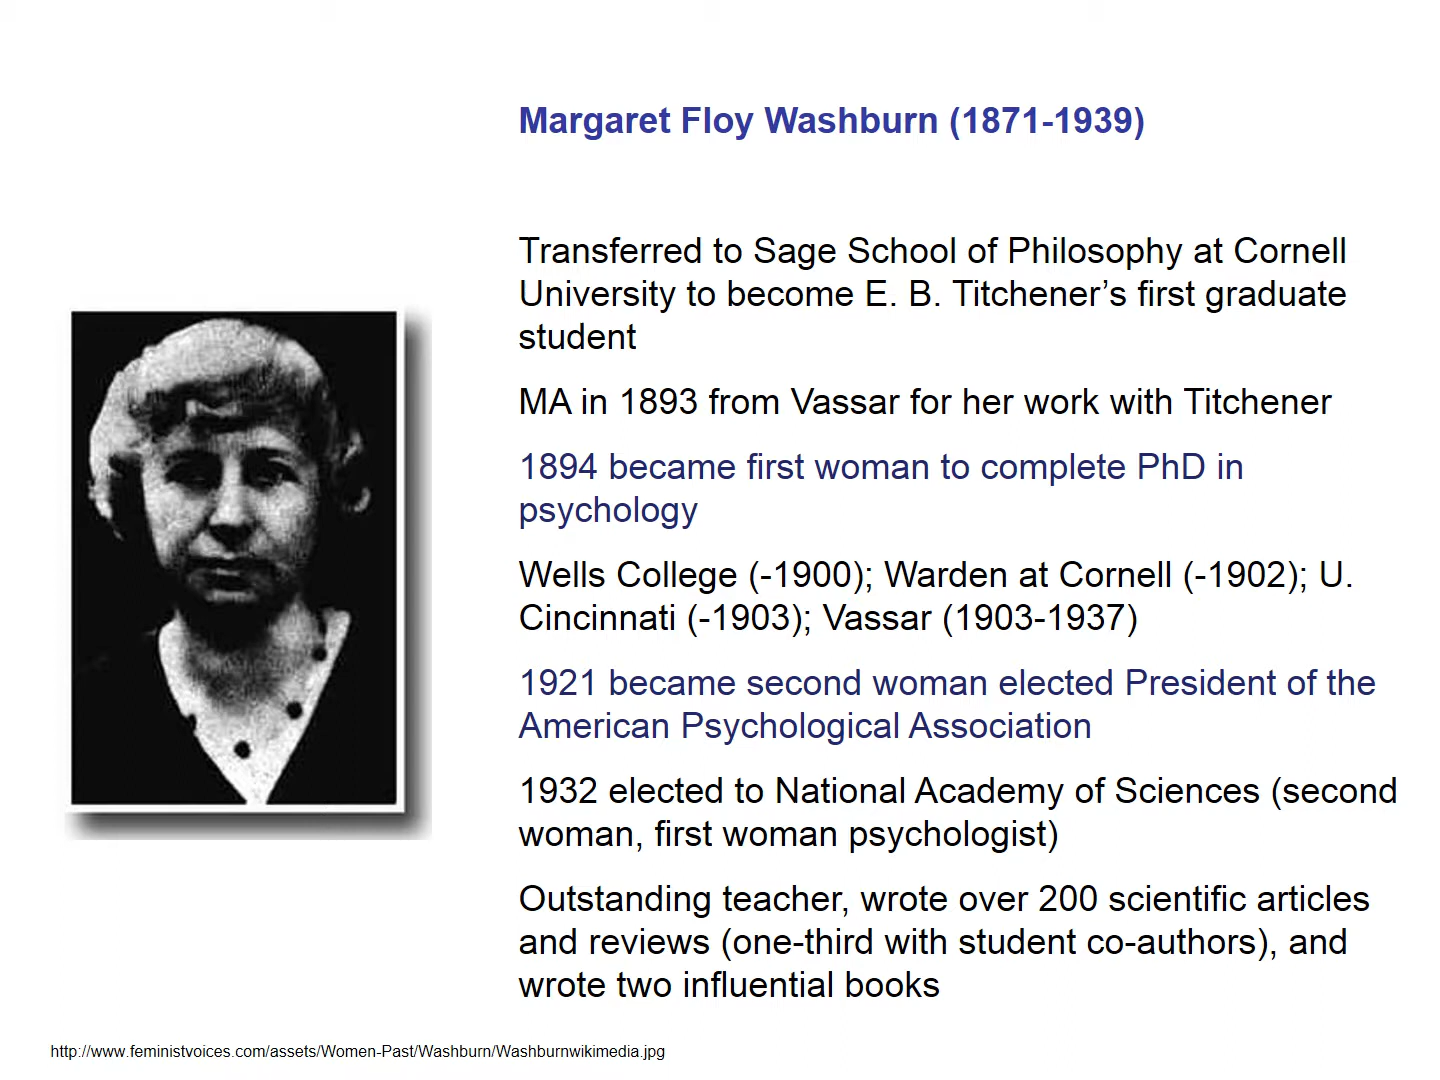 Margaret Floy Washburn (1871-1939)
Transferred to Sage School of Philosophy at Cornell
University to become E. B. Titchener’s first graduate
student
MA in 1893 from Vassar for her work with Titchener
1894 became first woman to complete PhD in
psychology
Wells College (-1900); Warden at Cornell (-1902); U.
Cincinnati (-1903); Vassar (1903-1937)
1921 became second woman elected President of the
American Psychological Association
1932 elected to National Academy of Sciences (second
woman, first woman psychologist)
Outstanding teacher, wrote over 200 scientific articles
and reviews (one-third with student co-authors), and
wrote two influential books
http://www.feministvoices.com/assets/Women-Past/Washburn/Washburnwikimedia.jpg